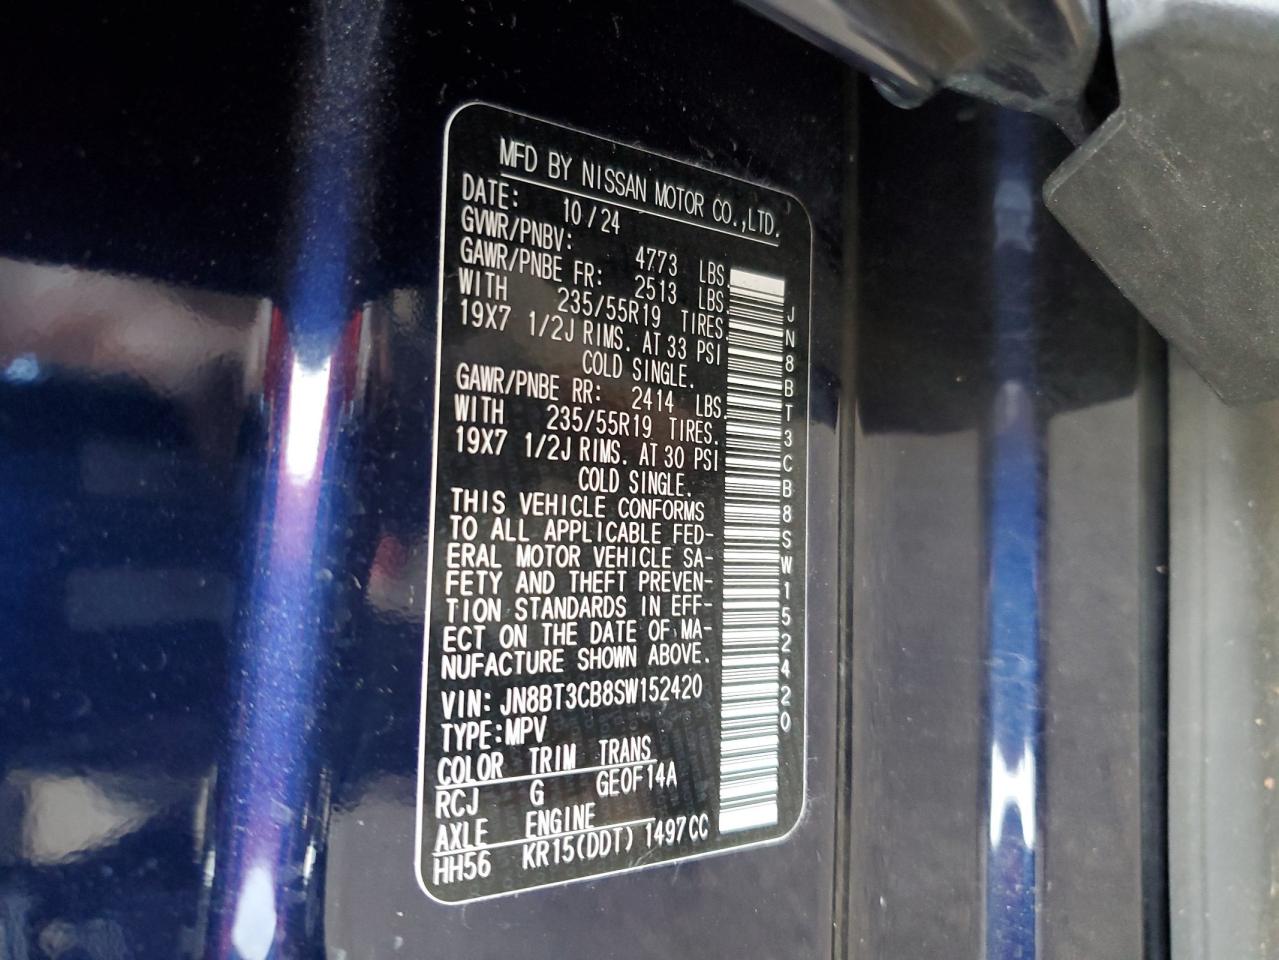 MFD BY NISSAN MOTOR CO.,LTD.
DATE: 10/24
GVWR/PNBV: 4773 LBS.
GAWR/PNBE FR: 2513 LBS.
WITH 235/55R19 TIRES
19X7 1/2J RIMS. AT 33 PSI
COLD SINGLE.
GAWR/PNBE RR: 2414 LBS.
WITH 235/55R19 TIRES.
19X7 1/2J RIMS. AT 30 PSI
COLD SINGLE.
THIS VEHICLE CONFORMS
TO ALL APPLICABLE FED-
ERAL MOTOR VEHICLE SA-
FETY AND THEFT PREVEN-
TION STANDARDS IN EFF-
ECT ON THE DATE OF MA-
NUFACTURE SHOWN ABOVE.
VIN: JN8BT3CB8SW152420
TYPE:MPV
COLOR TRIM TRANS
RCJ G GE0F14A
AXLE ENGINE
HH56 KR15(DDT) 1497CC
JN8BT3CB8SW152420